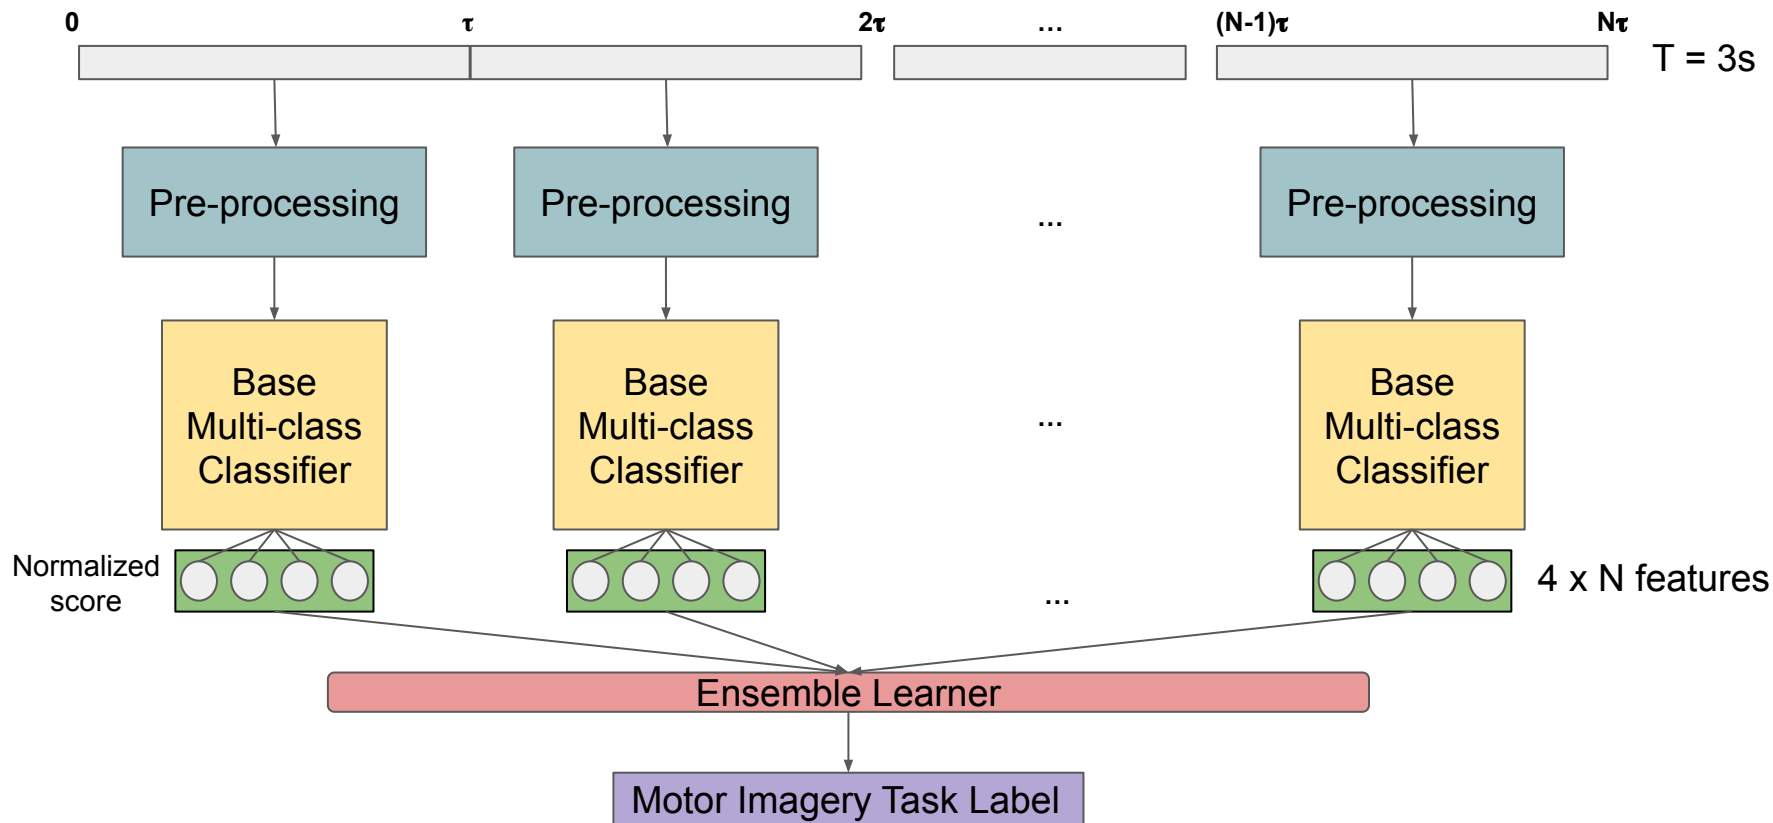 0 τ 2τ ... (N-1)τ Nτ
T = 3s
Pre-processing Pre-processing ... Pre-processing
Base Base Base
Multi-class Multi-class ... Multi-class
Classifier Classifier Classifier
Normalized
score
... 4 x N features
Ensemble Learner
Motor Imagery Task Label